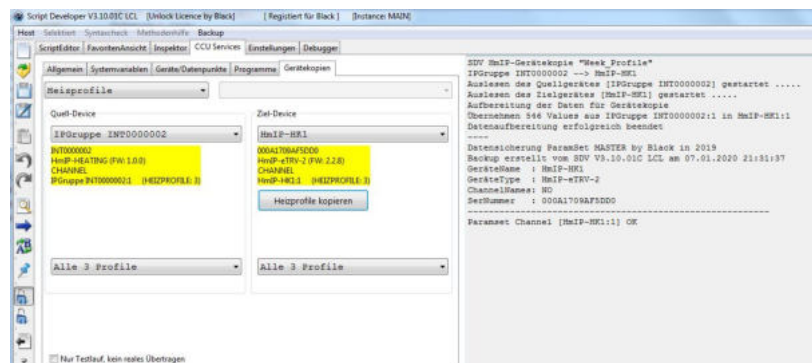 Script Developer V3.10.01C LCL [Unlock Licence by Black] [ Registiert für Black ] [Instance: MAIN]
Host Selektiert Syntaxcheck Methodenhilfe Backup
ScriptEditor FavoritenAnsicht Inspektor CCU Services Einstellungen Debugger
Allgemein Systemvariablen Geräte/Datenpunkte Programme Gerätekopien
Heizprofile
Quell-Device Ziel-Device
IPGruppe INT0000002 HmIP-HK1
INT0000002 000A1709AF5DD0
HmIP-HEATING (FW: 1.0.0) HmIP-eTRV-2 (FW: 2.2.8)
CHANNEL CHANNEL
IPGruppe INT0000002:1 (HEIZPROFILE: 3) HmIP-HK1:1 (HEIZPROFILE: 3)
Heizprofile kopieren
Alle 3 Profile Alle 3 Profile
Nur Testlauf, kein reales Übertragen
SDV HmIP-Gerätekopie "Week_Profile"
IPGruppe INT0000002 --> HmIP-HK1
Auslesen des Quellgerätes [IPGruppe INT0000002] gestartet .....
Auslesen des Zielgerätes [HmIP-HK1] gestartet .....
Aufbereitung der Daten für Gerätekopie
Übernehmen 546 Values aus IPGruppe INT0000002:1 in HmIP-HK1:1
Datenaufbereitung erfolgreich beendet
----
Datensicherung ParamSet MASTER by Black in 2019
Backup erstellt vom SDV V3.10.01C LCL am 07.01.2020 21:31:37
GeräteName : HmIP-HK1
GeräteType : HmIP-eTRV-2
ChannelNames: NO
SerNummer : 000A1709AF5DD0
----------------------------------------------------------
Paramset Channel [HmIP-HK1:1] OK